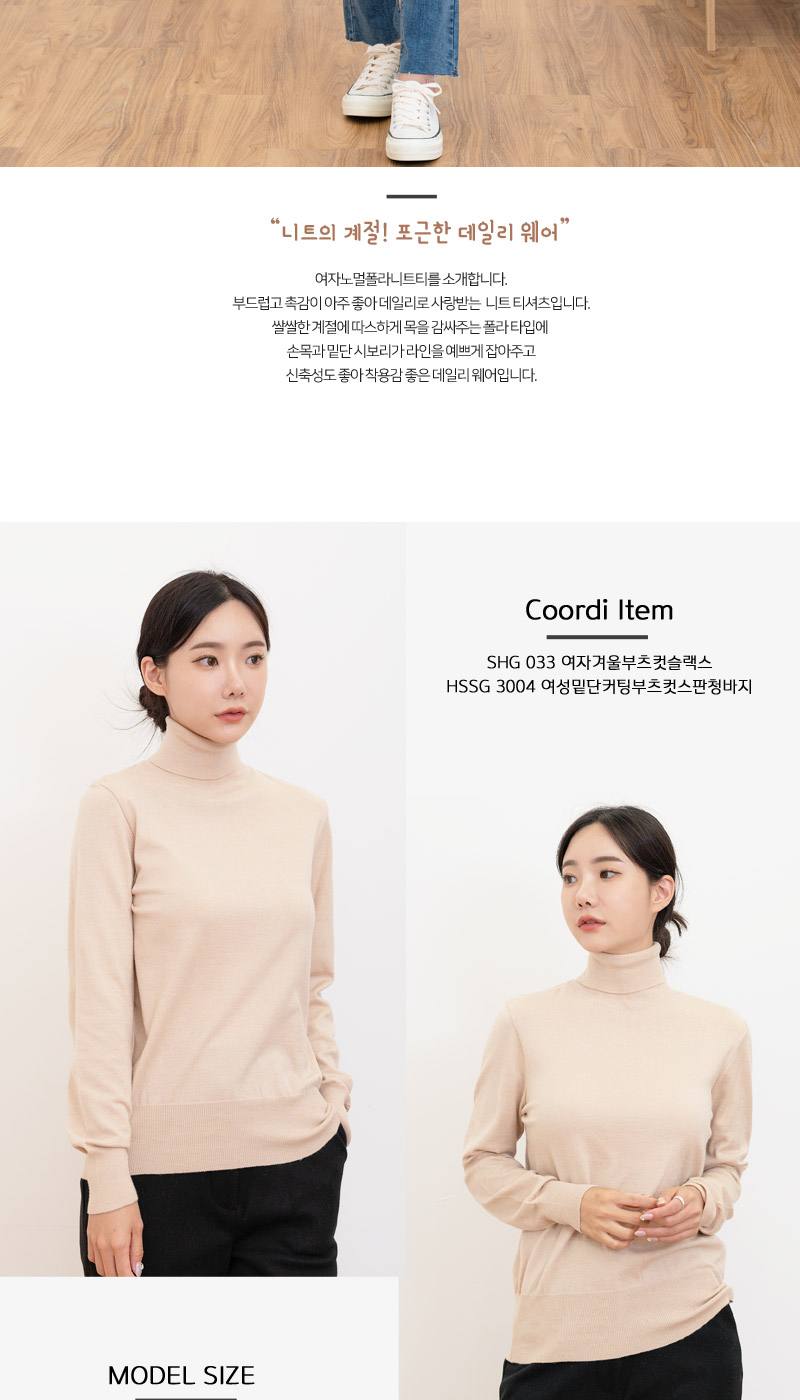 “니트의 계절! 포근한 데일리 웨어”
여자노멀폴라니트티를 소개합니다.
부드럽고 촉감이 아주 좋아 데일리로 사랑받는 니트 티셔츠입니다.
쌀쌀한 계절에 따스하게 목을 감싸주는 폴라 타입에
손목과 밑단 시보리가 라인을 예쁘게 잡아주고
신축성도 좋아 착용감 좋은 데일리 웨어입니다.
Coordi Item
SHG 033 여자겨울부츠컷슬랙스
HSSG 3004 여성밑단커팅부츠컷스판청바지
MODEL SIZE